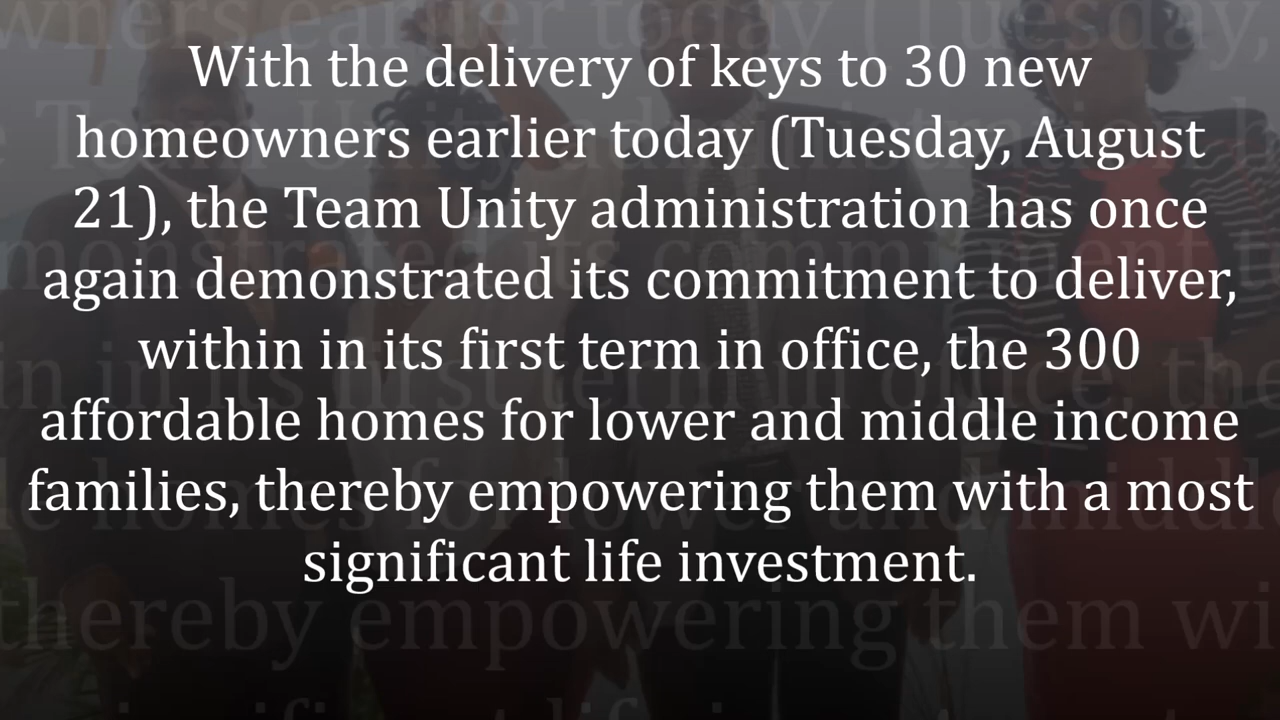 With the delivery of keys to 30 new
homeowners earlier today (Tuesday, August
21), the Team Unity administration has once
again demonstrated its commitment to deliver,
within in its first term in office, the 300
affordable homes for lower and middle income
families, thereby empowering them with a most
significant life investment.